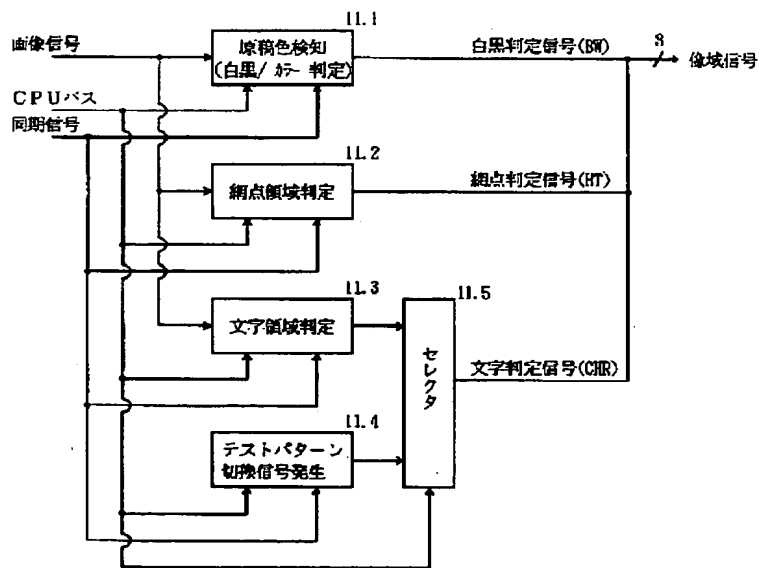 画像信号
CPUバス
同期信号
11.1
原稿色検知
(白黒/ カラー 判定)
白黒判定信号(BW)
3
像域信号
11.2
網点領域判定
網点判定信号(HT)
11.3
文字領域判定
11.5
セレクタ
文字判定信号(CHR)
11.4
テストパターン
切換信号発生